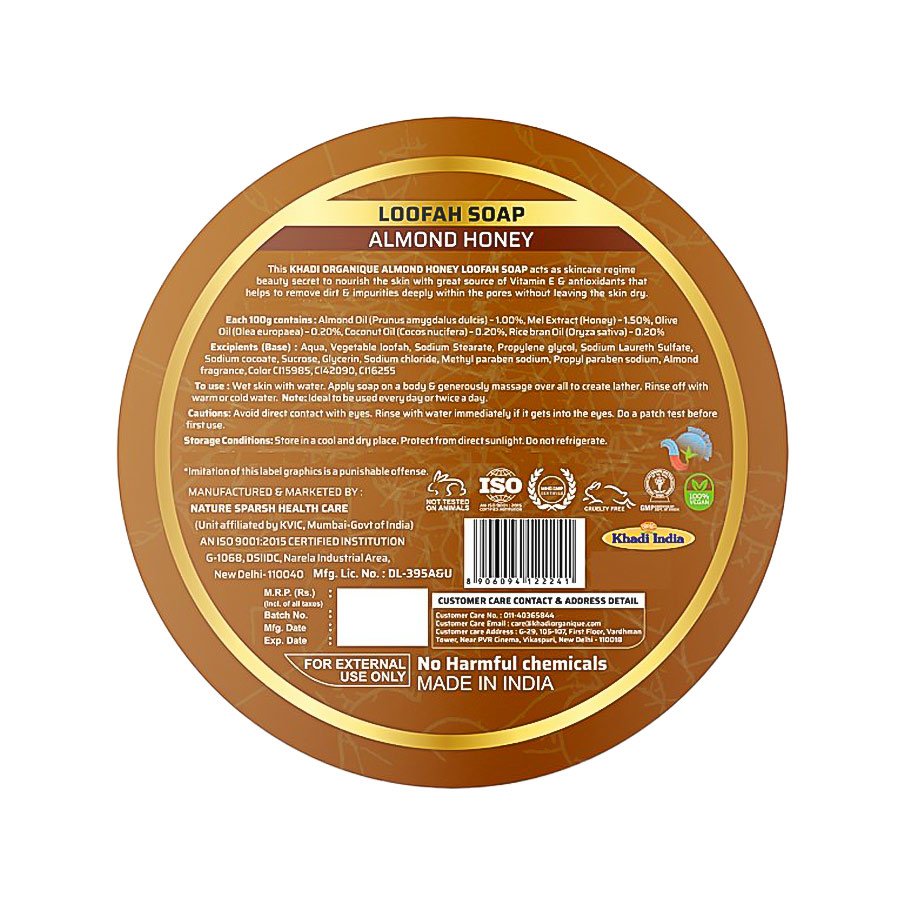 LOOFAH SOAP
ALMOND HONEY
This KHADI ORGANIQUE ALMOND HONEY LOOFAH SOAP acts as skincare regime
beauty secret to nourish the skin with great source of Vitamin E & antioxidants that
helps to remove dirt & impurities deeply within the pores without leaving the skin dry.
Each 100g contains : Almond Oil (Prunus amygdalus dulcis) - 1.00%, Mel Extract (Honey) - 1.50%, Olive
Oil (Olea europaea) - 0.20%, Coconut Oil (Cocos nucifera) - 0.20%, Rice bran Oil (Oryza sativa) - 0.20%
Excipients (Base) : Aqua, Vegetable loofah, Sodium Stearate, Propylene glycol, Sodium Laureth Sulfate,
Sodium cocoate, Sucrose, Glycerin, Sodium chloride, Methyl paraben sodium, Propyl paraben sodium, Almond
fragrance, Color CI15985, CI42090, CI16255
To use : Wet skin with water. Apply soap on a body & generously massage over all to create lather. Rinse off with
warm or cold water. Note: Ideal to be used every day or twice a day.
Cautions: Avoid direct contact with eyes. Rinse with water immediately if it gets into the eyes. Do a patch test before
first use.
Storage Conditions: Store in a cool and dry place. Protect from direct sunlight. Do not refrigerate.
*Imitation of this label graphics is a punishable offense.
MANUFACTURED & MARKETED BY :
NATURE SPARSH HEALTH CARE
(Unit affiliated by KVIC, Mumbai-Govt of India)
AN ISO 9001:2015 CERTIFIED INSTITUTION
G-1068, DSIIDC, Narela Industrial Area,
New Delhi-110040 Mfg. Lic. No. : DL-395A&U
NOT TESTED
ON ANIMALS
ISO
AN ISO 9001 : 2015
CERTIFIED INSTITUTION
WHO GMP
CERTIFIED
CRUELTY FREE
GMP
100%
VEGAN
Khadi India
8906094122241
M.R.P. (Rs.) :
(Incl. of all taxes)
Batch No. :
Mfg. Date :
Exp. Date :
CUSTOMER CARE CONTACT & ADDRESS DETAIL
Customer Care No. : 011-40365844
Customer Care Email : care@khadiorganique.com
Customer care Address : G-29, 105-107, First Floor, Vardhman
Tower, Near PVR Cinema, Vikaspuri, New Delhi - 110018
FOR EXTERNAL
USE ONLY
No Harmful chemicals
MADE IN INDIA